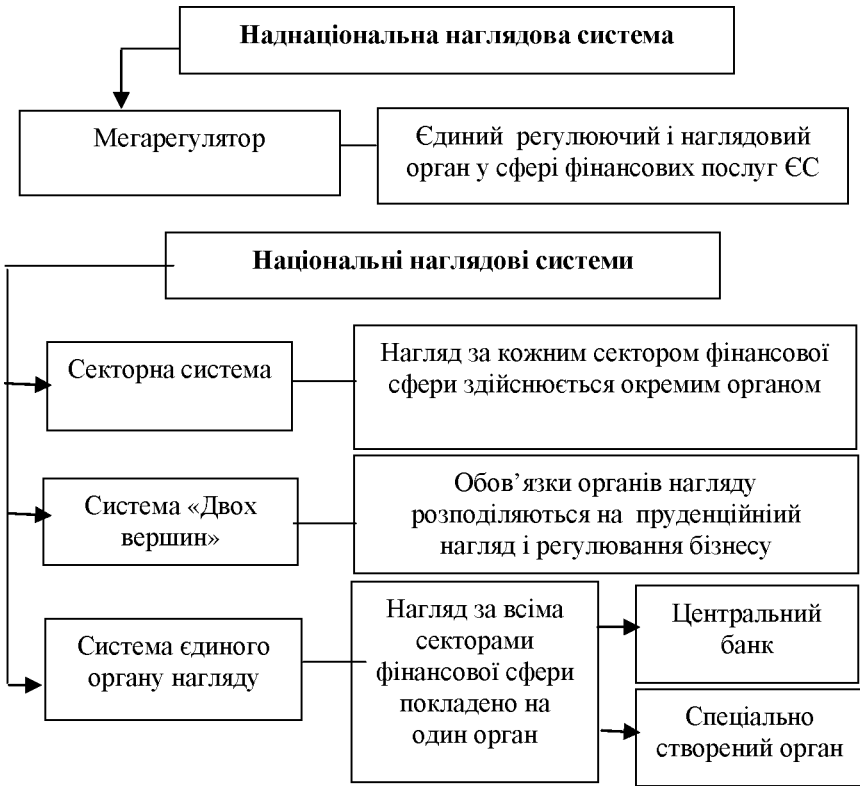 Наднаціональна наглядова система
Мегарегулятор
Єдиний регулюючий і наглядовий
орган у сфері фінансових послуг ЄС
Національні наглядові системи
Секторна система
Нагляд за кожним сектором фінансової
сфери здійснюється окремим органом
Система «Двох
вершин»
Обов’язки органів нагляду
розподіляються на пруденційніий
нагляд і регулювання бізнесу
Система єдиного
органу нагляду
Нагляд за всіма
секторами
фінансової сфери
покладено на
один орган
Центральний
банк
Спеціально
створений орган